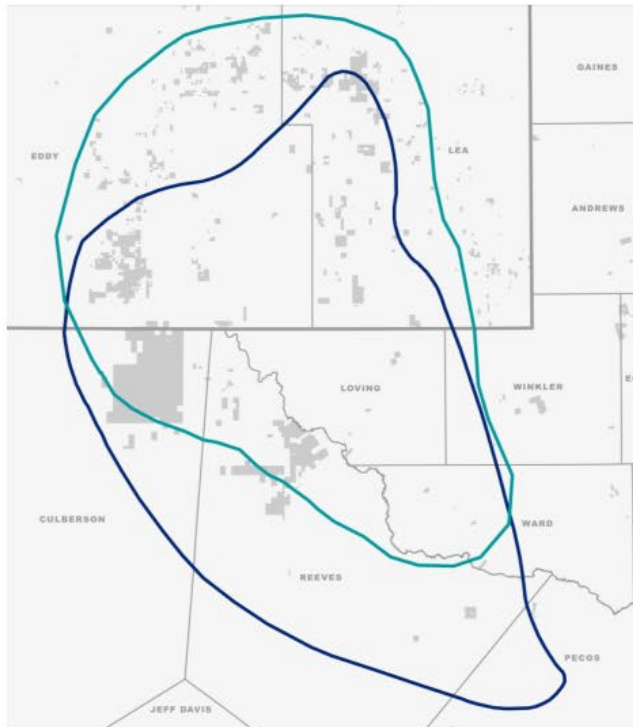 GAINES
EDDY
LEA
ANDREWS
LOVING
WINKLER
CULBERSON
WARD
REEVES
PECOS
JEFF DAVIS